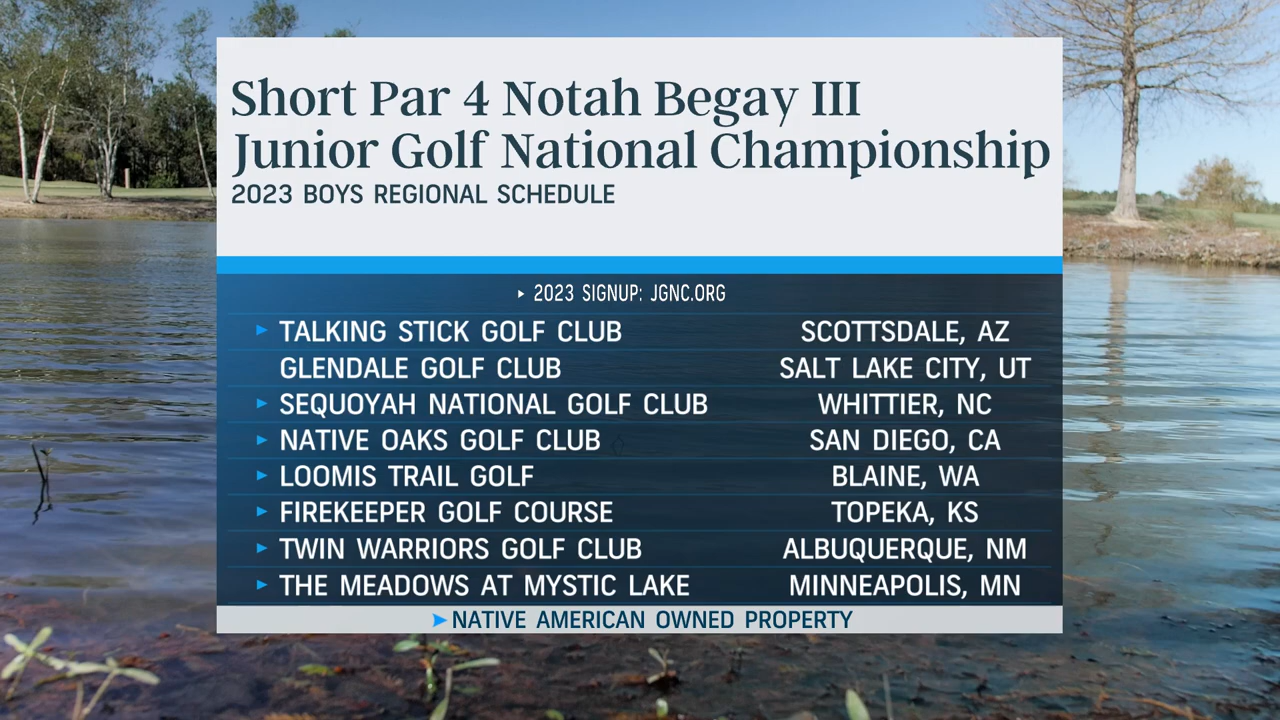 Short Par 4 Notah Begay III
Junior Golf National Championship
2023 BOYS REGIONAL SCHEDULE
2023 SIGNUP: JGNC.ORG
TALKING STICK GOLF CLUB SCOTTSDALE, AZ
GLENDALE GOLF CLUB SALT LAKE CITY, UT
SEQUOYAH NATIONAL GOLF CLUB WHITTIER, NC
NATIVE OAKS GOLF CLUB SAN DIEGO, CA
LOOMIS TRAIL GOLF BLAINE, WA
FIREKEEPER GOLF COURSE TOPEKA, KS
TWIN WARRIORS GOLF CLUB ALBUQUERQUE, NM
THE MEADOWS AT MYSTIC LAKE MINNEAPOLIS, MN
NATIVE AMERICAN OWNED PROPERTY